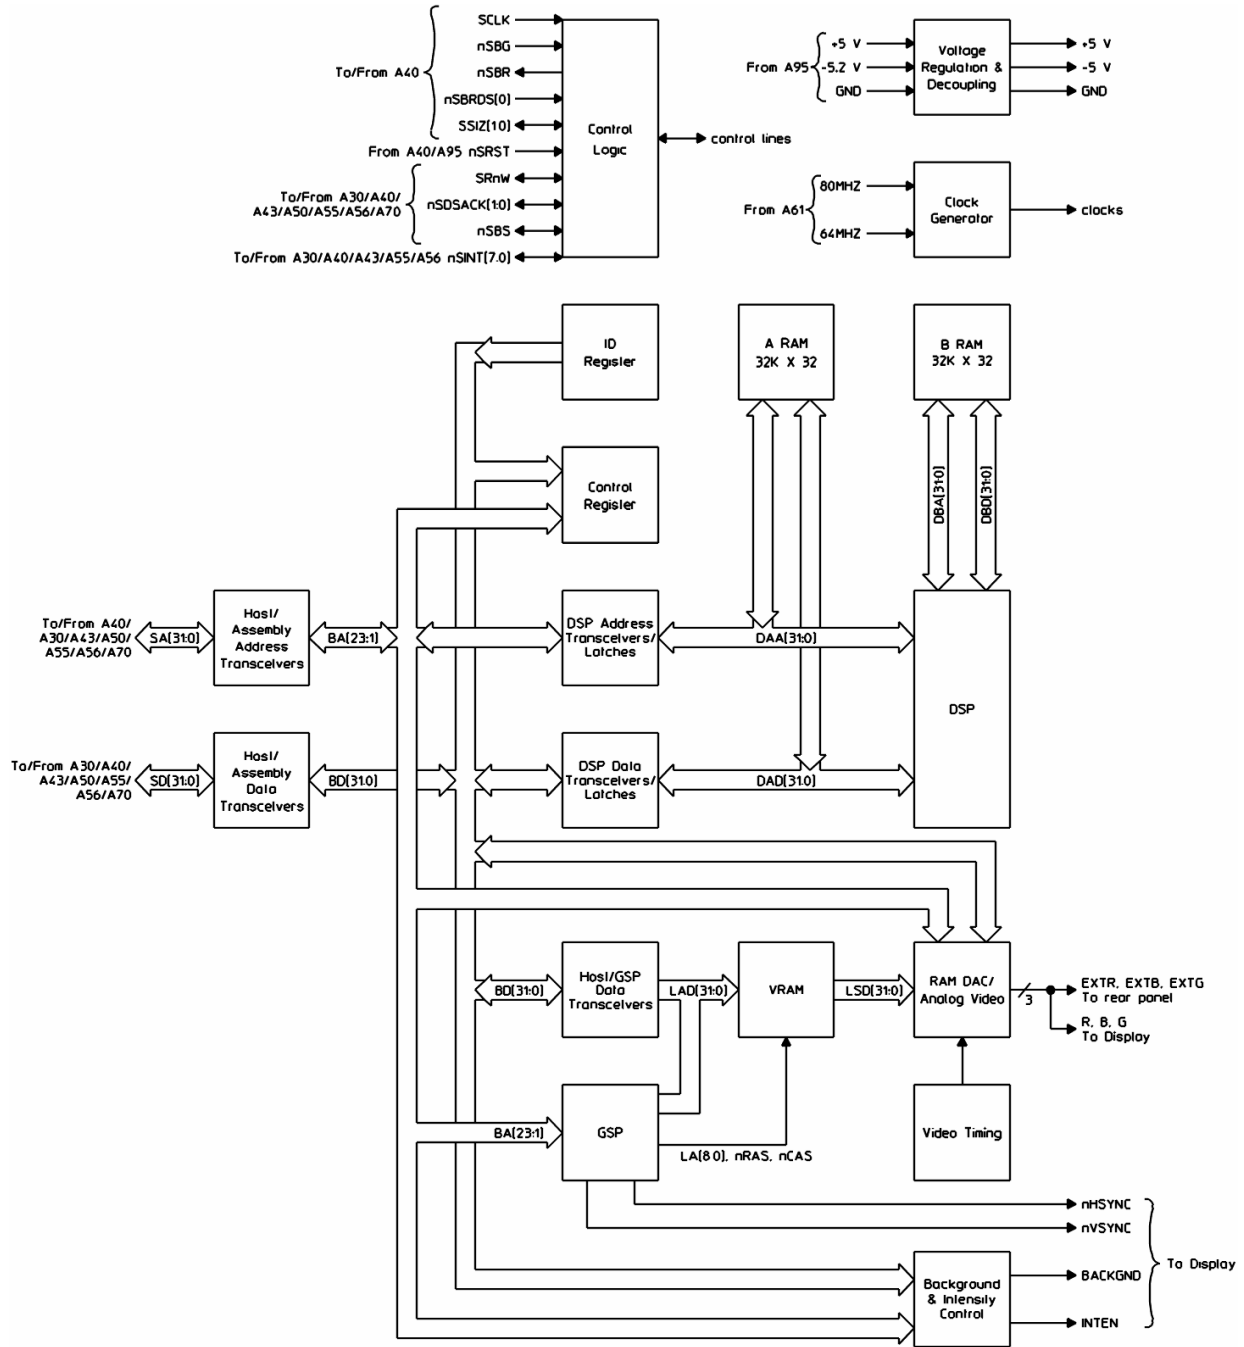 SCLK
nSBG
nSBR
To/From A40
nSBRDS[0]
SSIZ[1:0]
From A40/A95 nSRST
SRnW
To/From A30/A40/
A43/A50/A55/A56/A70
nSDSACK[1:0]
nSBS
To/From A30/A40/A43/A55/A56 nSINT[7:0]
Control
Logic
control lines
From A95
+5 V
-5.2 V
GND
Voltage
Regulation &
Decoupling
+5 V
-5 V
GND
From A61
80MHZ
64MHZ
Clock
Generator
clocks
ID
Register
A RAM
32K X 32
B RAM
32K X 32
Control
Register
DBA[31:0]
DBD[31:0]
To/From A40/
A30/A43/A50/
A55/A56/A70
SA[31:0]
Host/
Assembly
Address
Transceivers
BA[23:1]
DSP Address
Transceivers/
Latches
DAA[31:0]
DSP
To/From A30/A40/
A43/A50/A55/
A56/A70
SD[31:0]
Host/
Assembly
Data
Transceivers
BD[31:0]
DSP Data
Transceivers/
Latches
DAD[31:0]
BD[31:0]
Host/GSP
Data
Transceivers
LAD[31:0]
VRAM
LSD[31:0]
RAM DAC/
Analog Video
3
EXTR, EXTB, EXTG
To rear panel
R, B, G
To Display
BA[23:1]
GSP
LA[8:0], nRAS, nCAS
Video Timing
nHSYNC
nVSYNC
To Display
Background
& Intensity
Control
BACKGND
INTEN